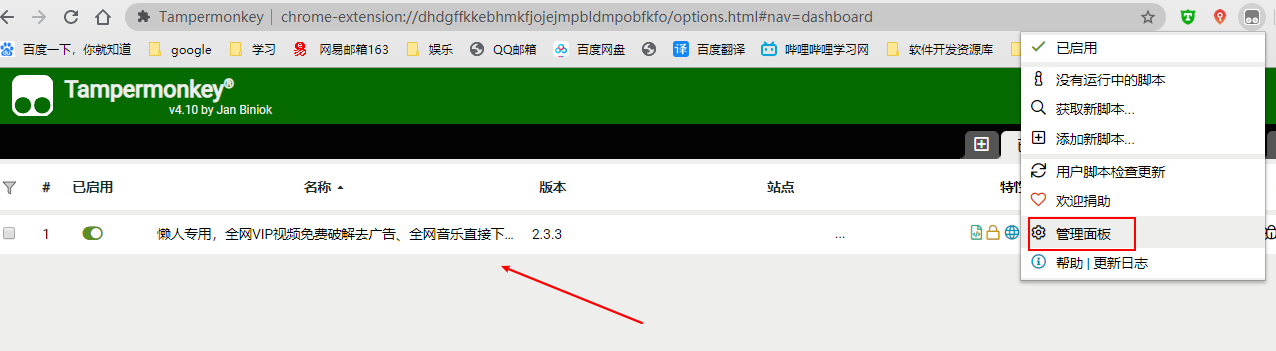 Tampermonkey | chrome-extension://dhdgffkkebhmkfjojejmpbldmpobfkfo/options.html#nav=dashboard
百度一下，你就知道 google 学习 易 网易邮箱163 娱乐 QQ邮箱 百度网盘 译 百度翻译 哔哩哔哩学习网 软件开发资源库
Tampermonkey®
v4.10 by Jan Biniok
# 已启用 名称 版本 站点
1 懒人专用，全网VIP视频免费破解去广告、全网音乐直接下... 2.3.3 ...
已启用
没有运行中的脚本
获取新脚本...
添加新脚本...
用户脚本检查更新
欢迎捐助
管理面板
帮助 | 更新日志